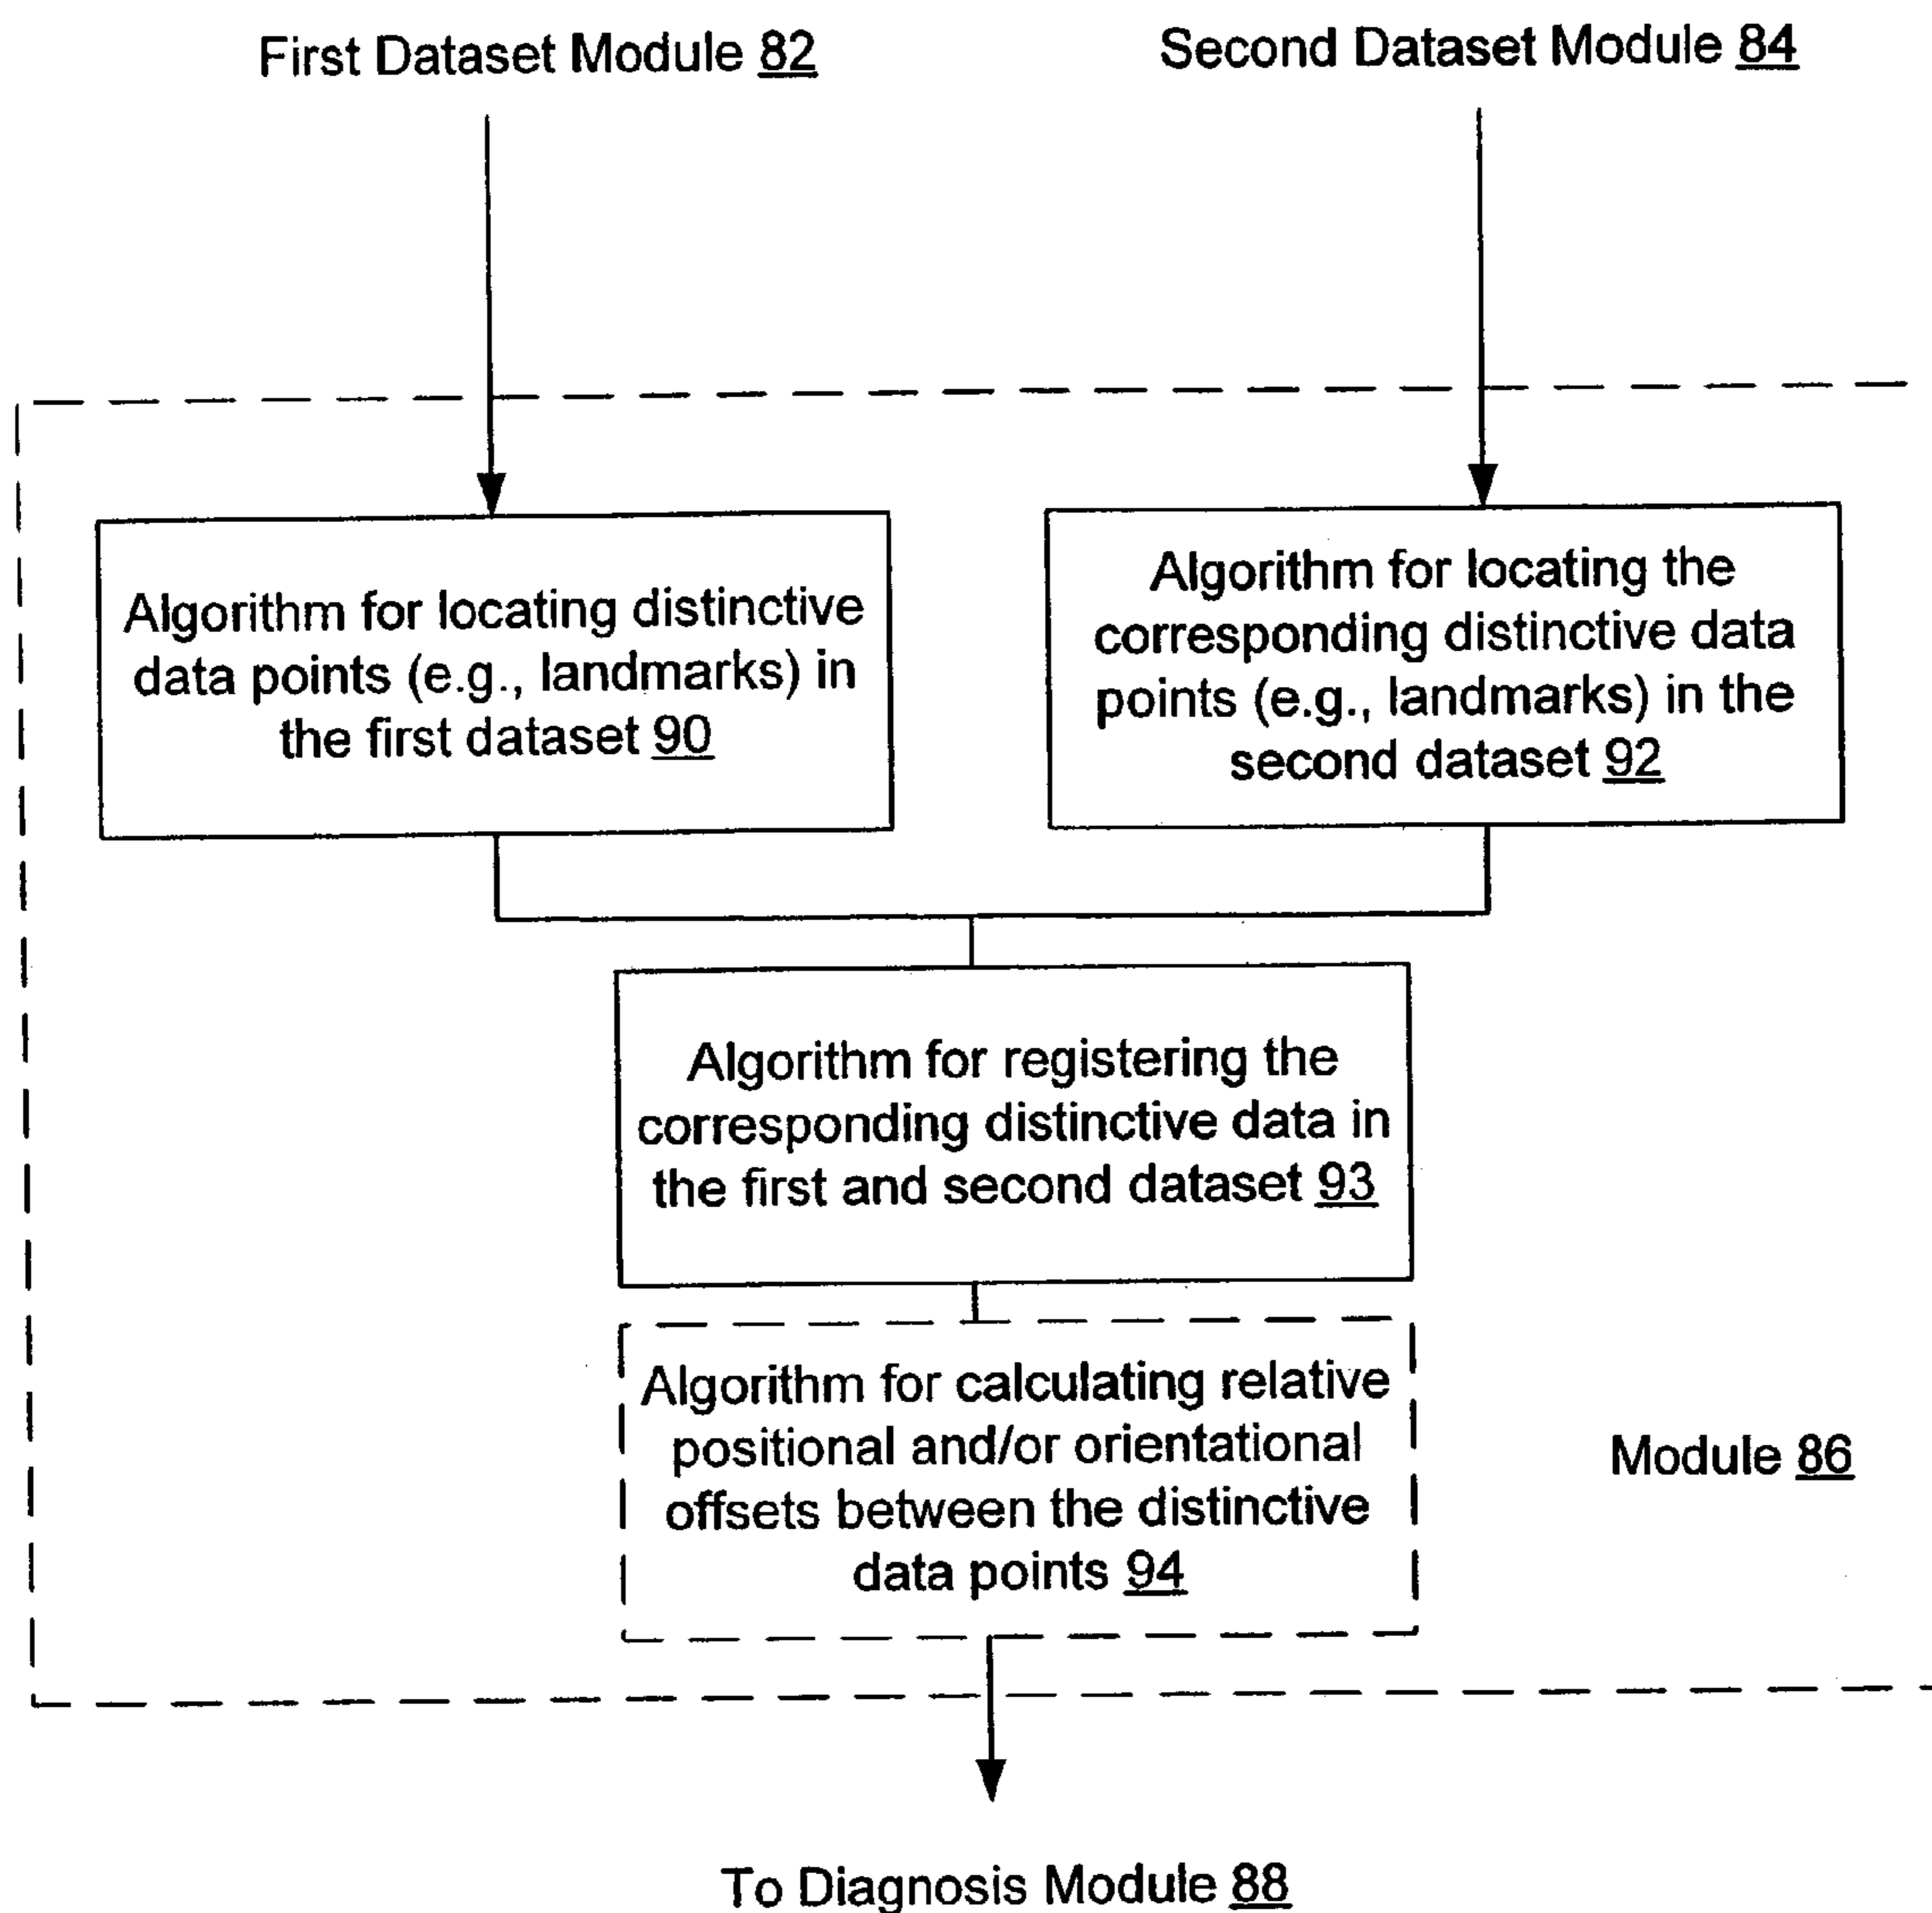 First Dataset Module 82
Second Dataset Module 84
Algorithm for locating distinctive
data points (e.g., landmarks) in
the first dataset 90
Algorithm for locating the
corresponding distinctive data
points (e.g., landmarks) in the
second dataset 92
Algorithm for registering the
corresponding distinctive data in
the first and second dataset 93
Algorithm for calculating relative
positional and/or orientational
offsets between the distinctive
data points 94
Module 86
To Diagnosis Module 88